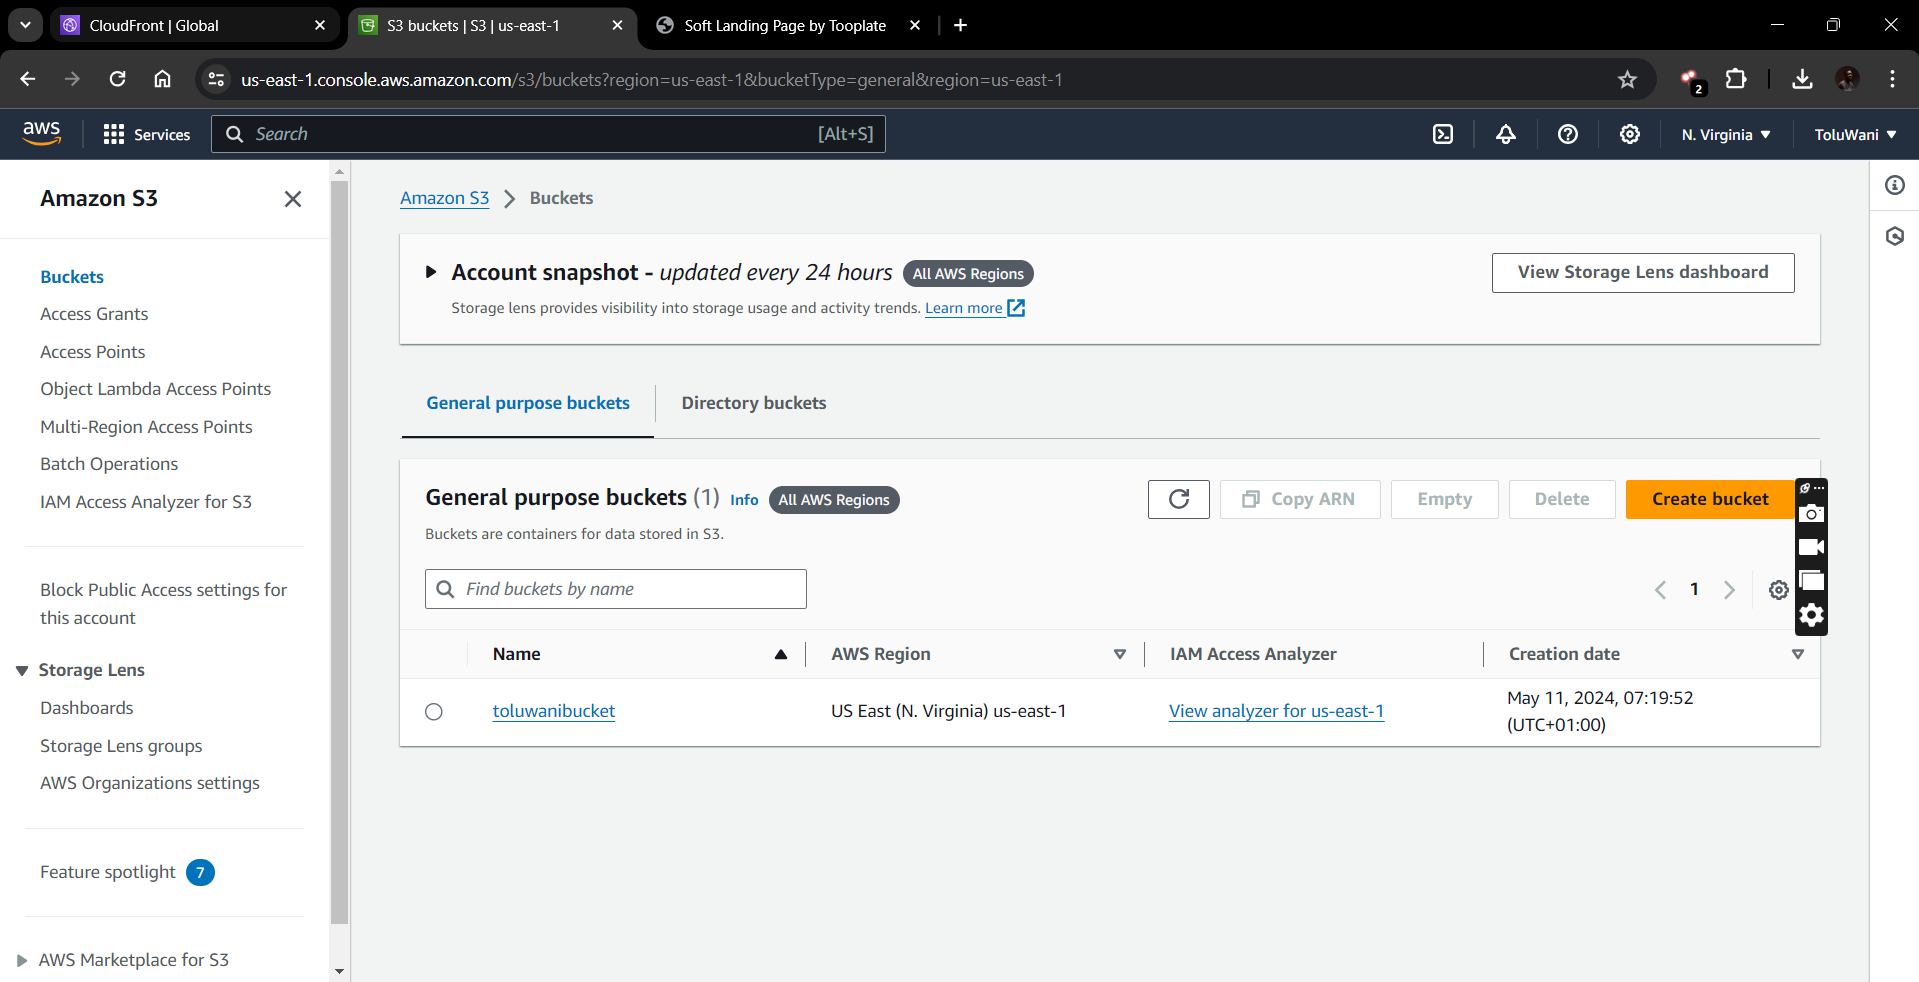 CloudFront | Global
S3 buckets | S3 | us-east-1
Soft Landing Page by Tooplate
us-east-1.console.aws.amazon.com/s3/buckets?region=us-east-1&bucketType=general&region=us-east-1
2
aws
Services
Search
[Alt+S]
N. Virginia
ToluWani
Amazon S3
Buckets
Access Grants
Access Points
Object Lambda Access Points
Multi-Region Access Points
Batch Operations
IAM Access Analyzer for S3
Block Public Access settings for
this account
Storage Lens
Dashboards
Storage Lens groups
AWS Organizations settings
Feature spotlight 7
AWS Marketplace for S3
Amazon S3 > Buckets
Account snapshot - updated every 24 hours All AWS Regions
Storage lens provides visibility into storage usage and activity trends. Learn more
View Storage Lens dashboard
General purpose buckets
Directory buckets
General purpose buckets (1) Info All AWS Regions
Buckets are containers for data stored in S3.
Copy ARN
Empty
Delete
Create bucket
Find buckets by name
1
Name
AWS Region
IAM Access Analyzer
Creation date
toluwanibucket
US East (N. Virginia) us-east-1
View analyzer for us-east-1
May 11, 2024, 07:19:52
(UTC+01:00)